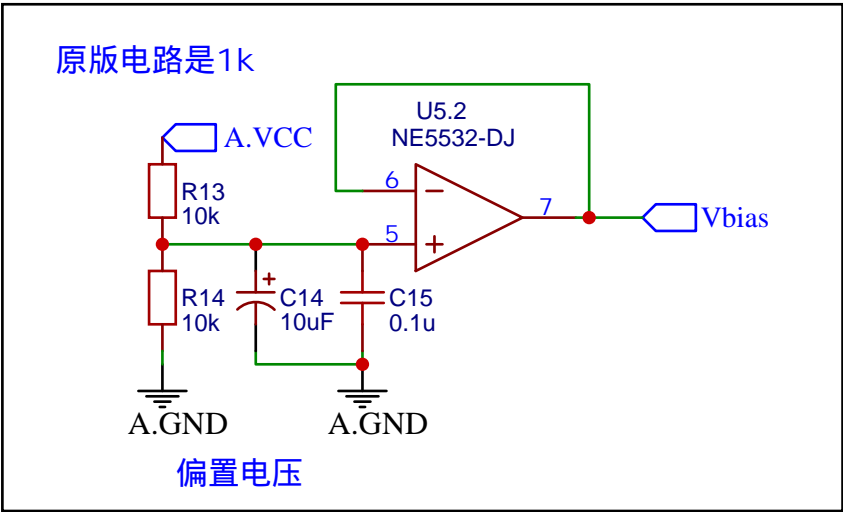 原版电路是1k
U5.2
NE5532-DJ
A.VCC
R13
10k
6
7
Vbias
5
R14
10k
C14
10uF
C15
0.1u
A.GND
A.GND
偏置电压